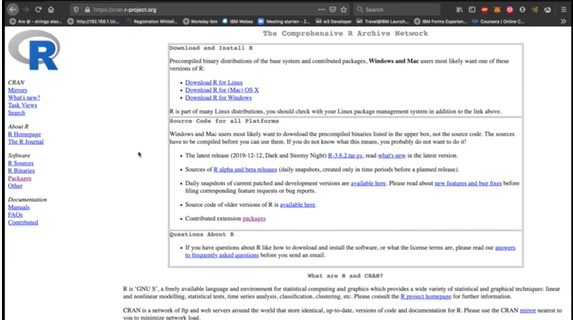 https://cran.r-project.org
Search
Are @ - strings also...
http://192.168.1.1/c...
Registration Whiteli...
Workday ibm
IBM Webex
Meeting starten - Z...
w3 Developer
Travel@IBM Launch...
IBM Forms Experien...
Coursera | Online C...
The Comprehensive R Archive Network
CRAN
Mirrors
What's new?
Task Views
Search
About R
R Homepage
The R Journal
Software
R Sources
R Binaries
Packages
Other
Documentation
Manuals
FAQs
Contributed
Download and Install R
Precompiled binary distributions of the base system and contributed packages, Windows and Mac users most likely want one of these
versions of R:
Download R for Linux
Download R for (Mac) OS X
Download R for Windows
R is part of many Linux distributions, you should check with your Linux package management system in addition to the link above.
Source Code for all Platforms
Windows and Mac users most likely want to download the precompiled binaries listed in the upper box, not the source code. The sources
have to be compiled before you can use them. If you do not know what this means, you probably do not want to do it!
The latest release (2019-12-12, Dark and Stormy Night) R-3.6.2.tar.gz, read what's new in the latest version.
Sources of R alpha and beta releases (daily snapshots, created only in time periods before a planned release).
Daily snapshots of current patched and development versions are available here. Please read about new features and bug fixes before
filing corresponding feature requests or bug reports.
Source code of older versions of R is available here.
Contributed extension packages
Questions About R
If you have questions about R like how to download and install the software, or what the license terms are, please read our answers
to frequently asked questions before you send an email.
What are R and CRAN?
R is 'GNU S', a freely available language and environment for statistical computing and graphics which provides a wide variety of statistical and graphical techniques: linear
and nonlinear modelling, statistical tests, time series analysis, classification, clustering, etc. Please consult the R project homepage for further information.
CRAN is a network of ftp and web servers around the world that store identical, up-to-date, versions of code and documentation for R. Please use the CRAN mirror nearest to
you to minimize network load.